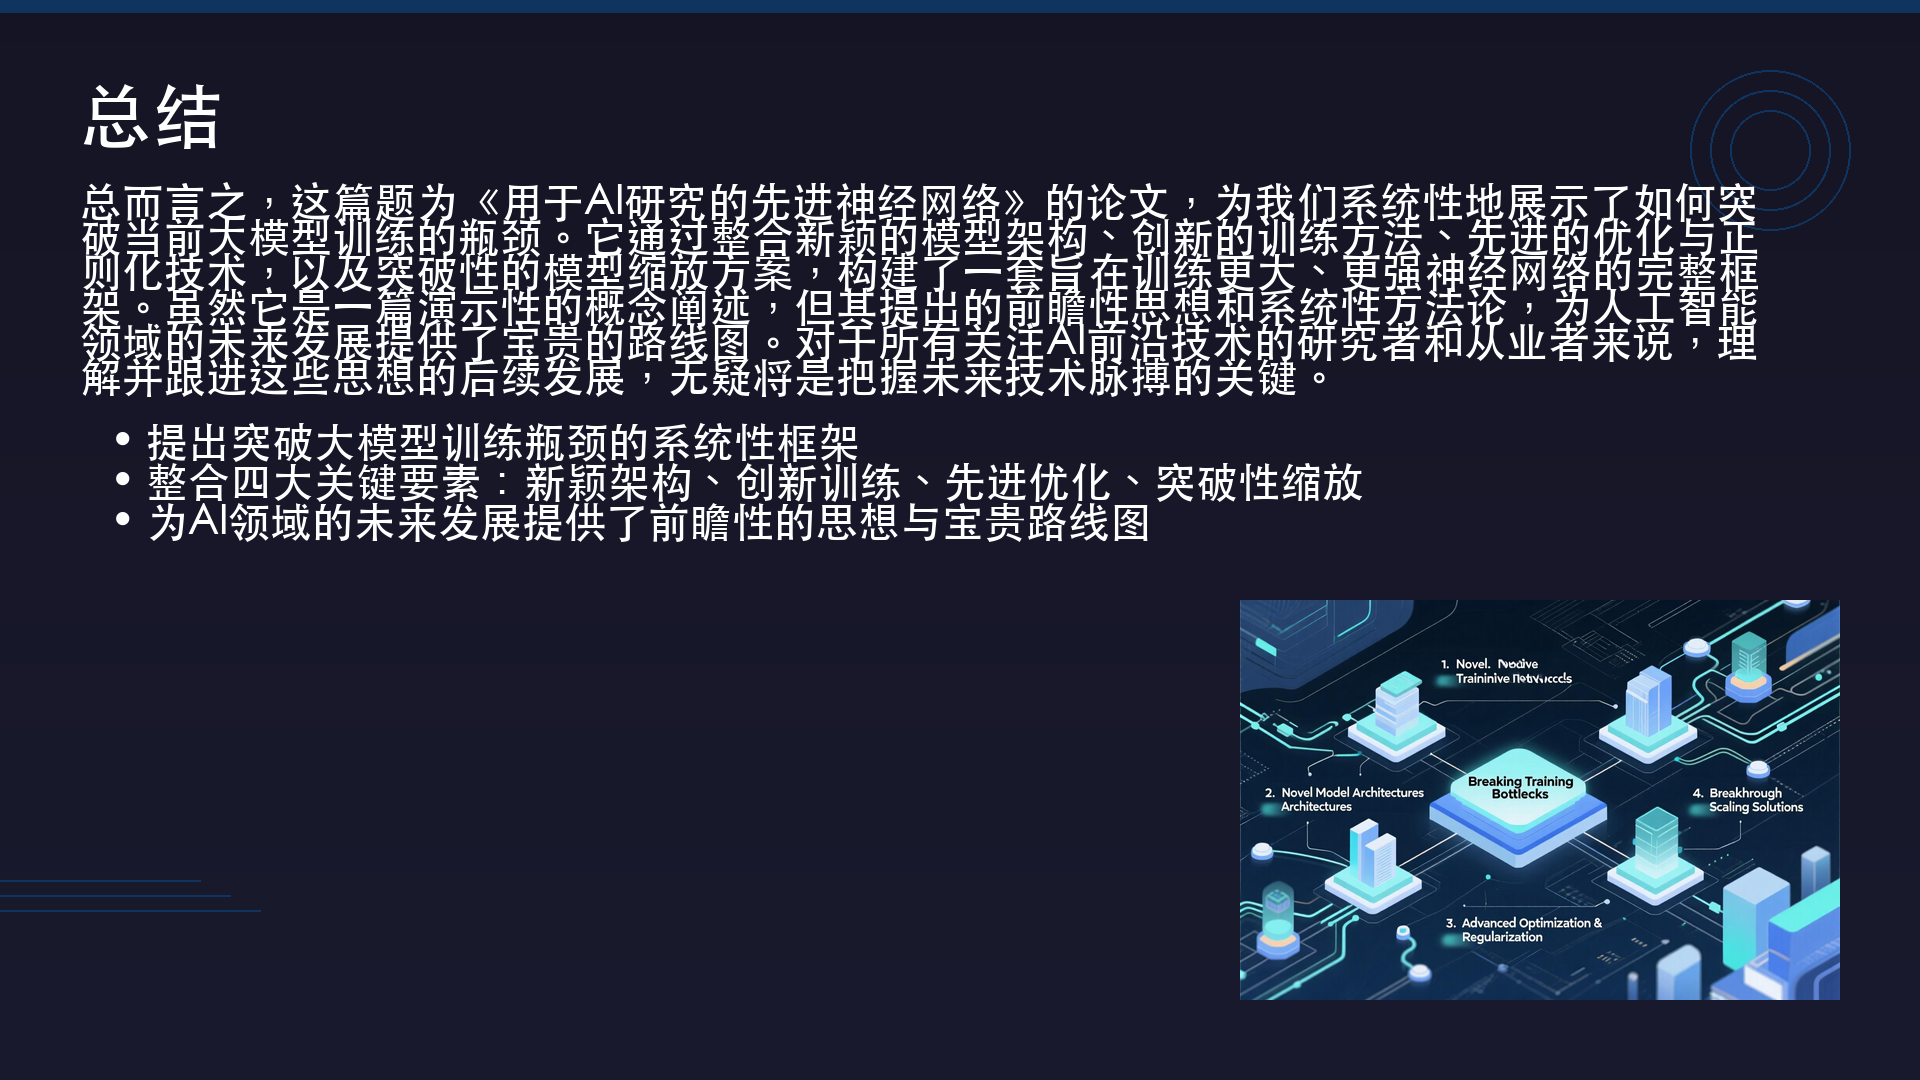 总结
总而言之，这篇题为《用于AI研究的先进神经网络》的论文，为我们系统性地展示了如何突
破当前大模型训练的瓶颈。它通过整合新颖的模型架构、创新的训练方法、先进的优化与正
则化技术，以及突破性的模型缩放方案，构建了一套旨在训练更大、更强神经网络的完整框
架。虽然它是一篇演示性的概念阐述，但其提出的前瞻性思想和系统性方法论，为人工智能
领域的未来发展提供了宝贵的路线图。对于所有关注AI前沿技术的研究者和从业者来说，理
解并跟进这些思想的后续发展，无疑将是把握未来技术脉搏的关键。
• 提出突破大模型训练瓶颈的系统性框架
• 整合四大关键要素：新颖架构、创新训练、先进优化、突破性缩放
• 为AI领域的未来发展提供了前瞻性的思想与宝贵路线图
1. Novel.
Traininive
Breaking Training
Bottlecks
2. Novel Model Architectures
Architectures
4. Breakhrough
Scaling Solutions
3. Advanced Optimization &
Regularization